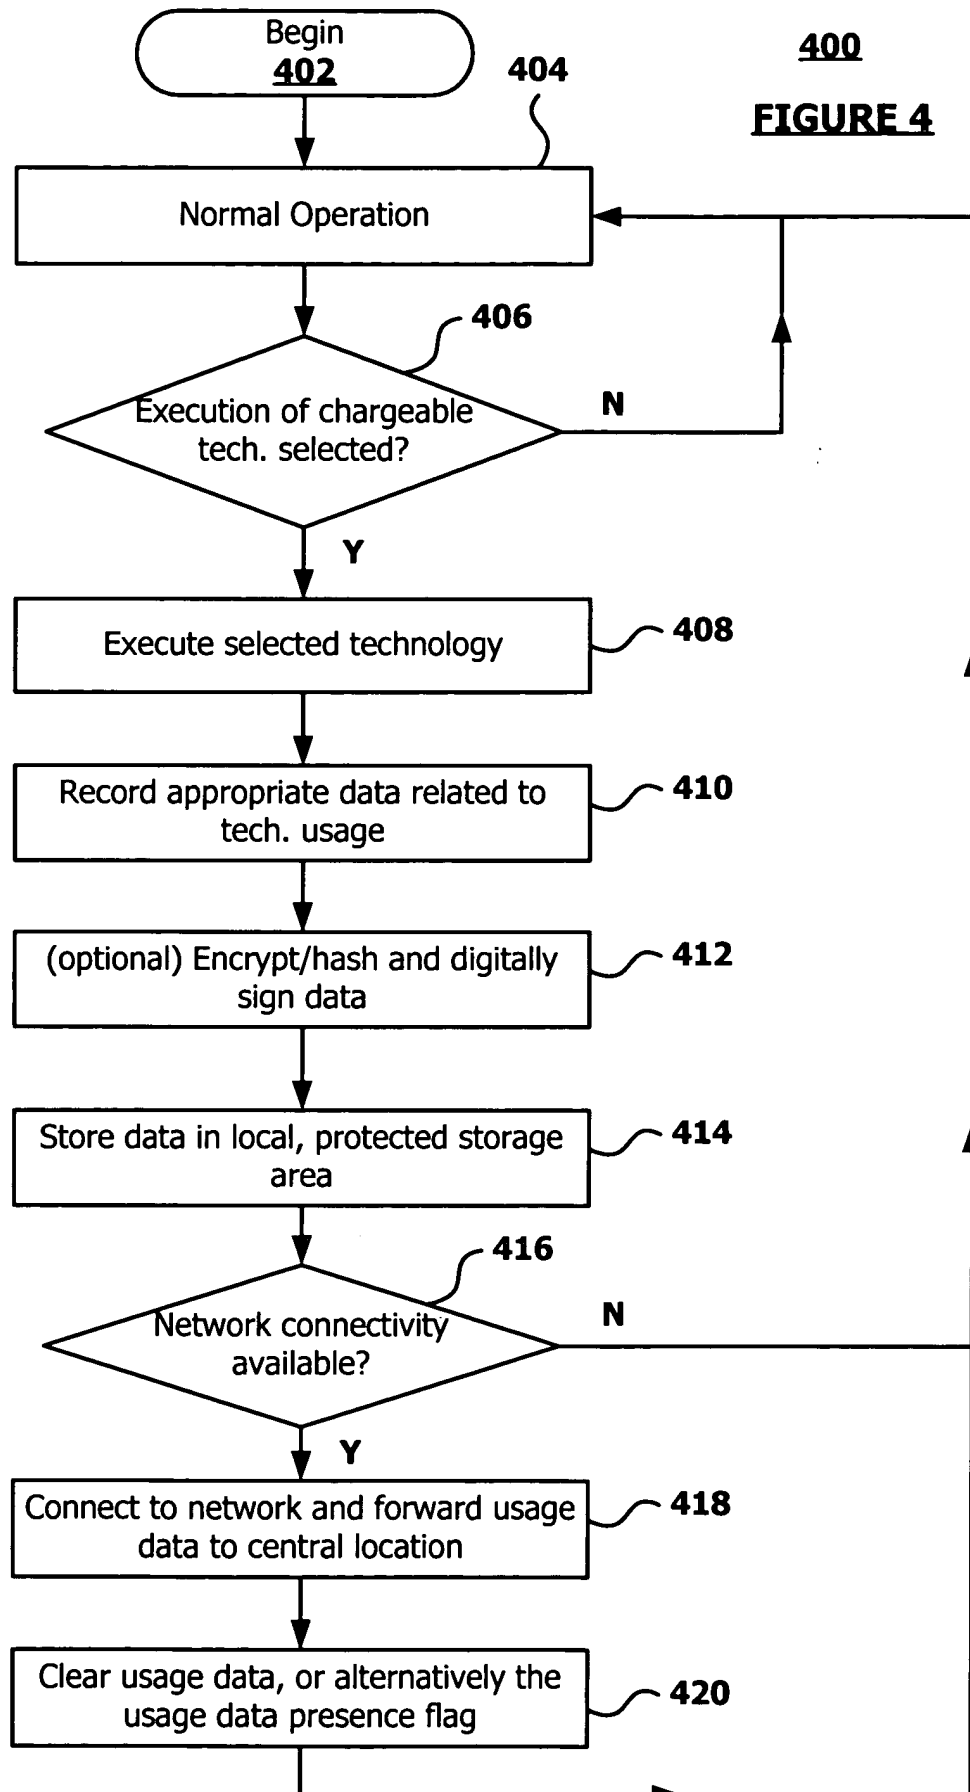 Begin
402
400
404
FIGURE 4
Normal Operation
406
Execution of chargeable
tech. selected?
N
Y
Execute selected technology
408
Record appropriate data related to
tech. usage
410
(optional) Encrypt/hash and digitally
sign data
412
Store data in local, protected storage
area
414
416
Network connectivity
available?
N
Y
Connect to network and forward usage
data to central location
418
Clear usage data, or alternatively the
usage data presence flag
420